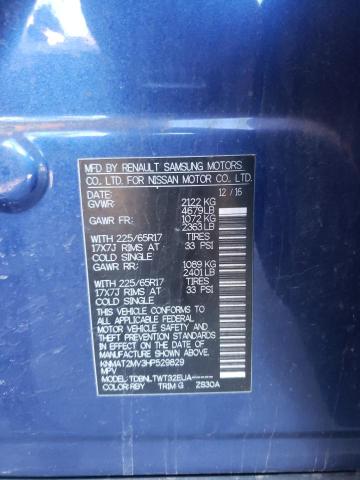 MFD BY RENAULT SAMSUNG MOTORS
CO. LTD. FOR NISSAN MOTOR CO. LTD.
DATE: 12 / 16
GVWR: 2122 KG
4679LB
GAWR FR: 1072 KG
2363 LB
WITH 225/65R17 TIRES
17X7J RIMS AT 33 PSI
COLD SINGLE
GAWR RR: 1089 KG
2401 LB
WITH 225/65R17 TIRES
17X7J RIMS AT 33 PSI
COLD SINGLE
THIS VEHICLE CONFORMS
TO ALL APPLICABLE FEDERAL
MOTOR VEHICLE SAFETY AND
THEFT PREVENTION STANDARDS
IN EFFECT ON THE DATE OF
MANUFACTURE SHOWN ABOVE.
KNMAT2MV3HP529829
MPV
MODEL: TDBNLTWT32EUA-----
COLOR:RBY TRIM:G ZS30A